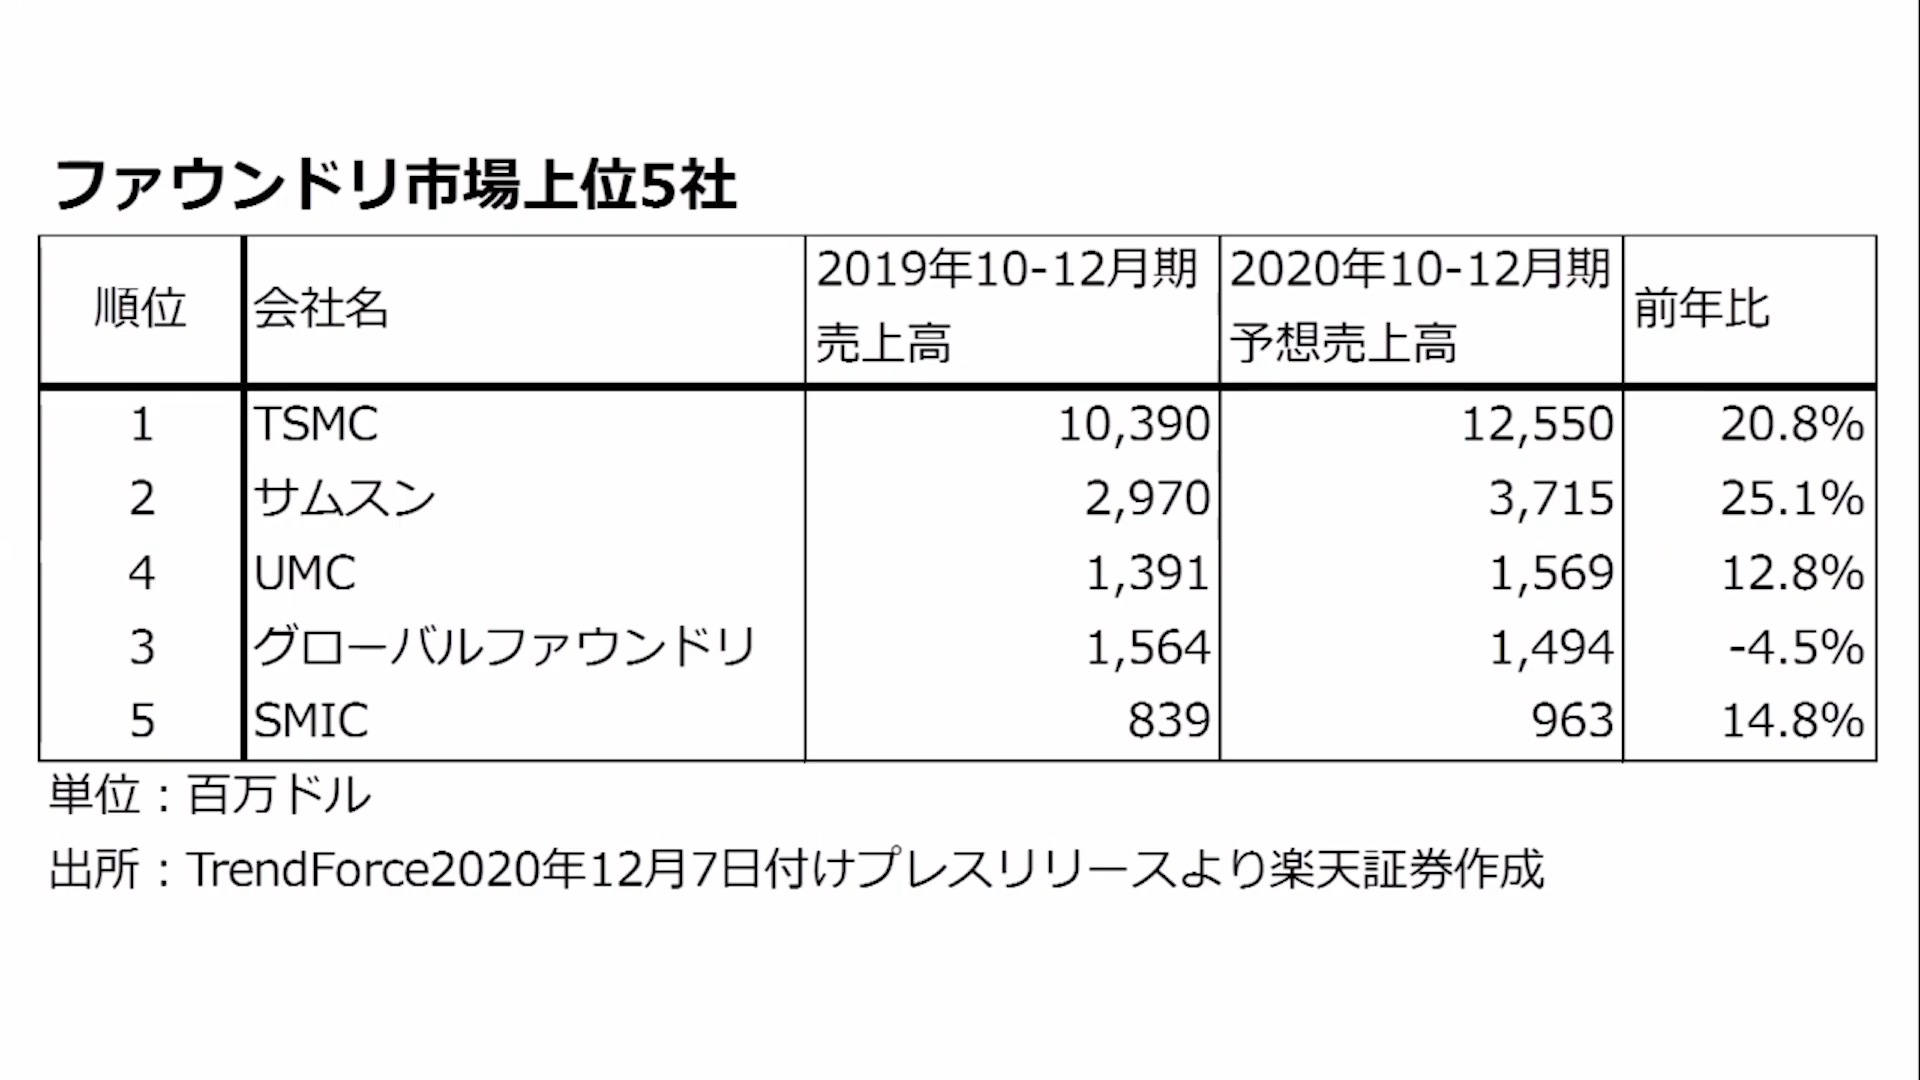 ファウンドリ市場上位5社
順位 会社名 2019年10-12月期売上高 2020年10-12月期予想売上高 前年比
1 TSMC 10,390 12,550 20.8%
2 サムスン 2,970 3,715 25.1%
4 UMC 1,391 1,569 12.8%
3 グローバルファウンドリ 1,564 1,494 -4.5%
5 SMIC 839 963 14.8%
単位：百万ドル
出所：TrendForce2020年12月7日付けプレスリリースより楽天証券作成